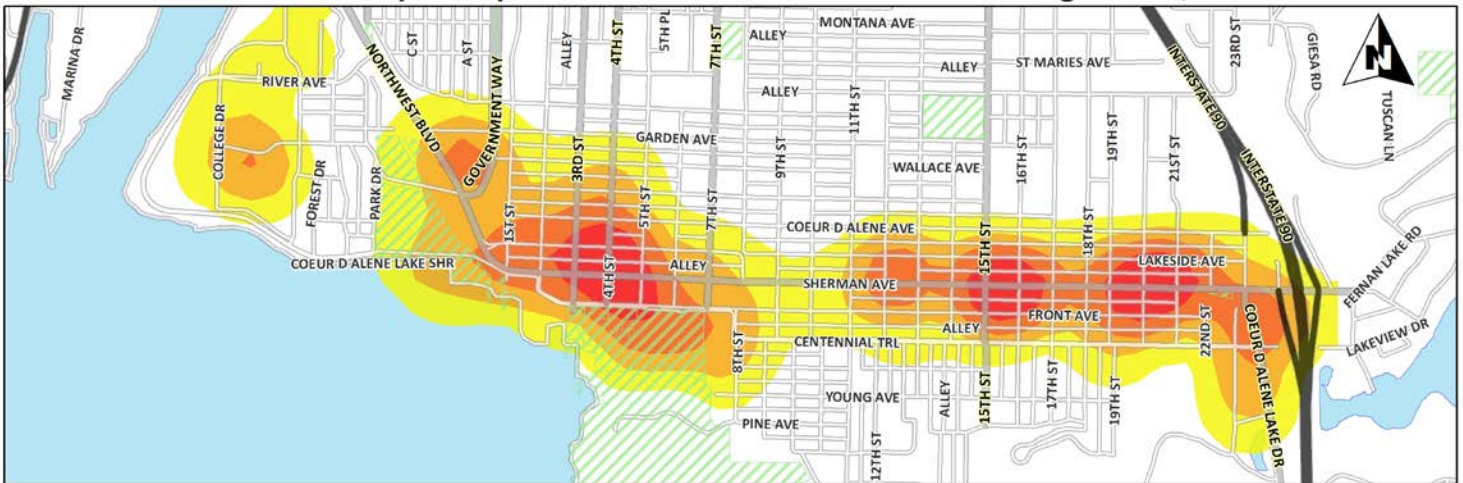 MONTANA AVE
MARINA DR
C ST
A ST
ALLEY
4TH ST
5TH PL
7TH ST
ALLEY
ALLEY
ST MARIES AVE
INTERSTATE 90
23RD ST
GIESA RD
N
TUSCAN LN
RIVER AVE
NORTHWEST BLVD
GOVERNMENT WAY
ALLEY
11TH ST
COLLEGE DR
FOREST DR
PARK DR
3RD ST
GARDEN AVE
9TH ST
WALLACE AVE
16TH ST
19TH ST
21ST ST
INTERSTATE 90
1ST ST
5TH ST
7TH ST
COEUR D ALENE AVE
15TH ST
18TH ST
COEUR D ALENE LAKE SHR
4TH ST
ALLEY
SHERMAN AVE
LAKESIDE AVE
FERNAN LAKE RD
FRONT AVE
ALLEY
CENTENNIAL TRL
8TH ST
22ND ST
COEUR D ALENE LAKE DR
LAKEVIEW DR
YOUNG AVE
ALLEY
15TH ST
17TH ST
19TH ST
PINE AVE
12TH ST